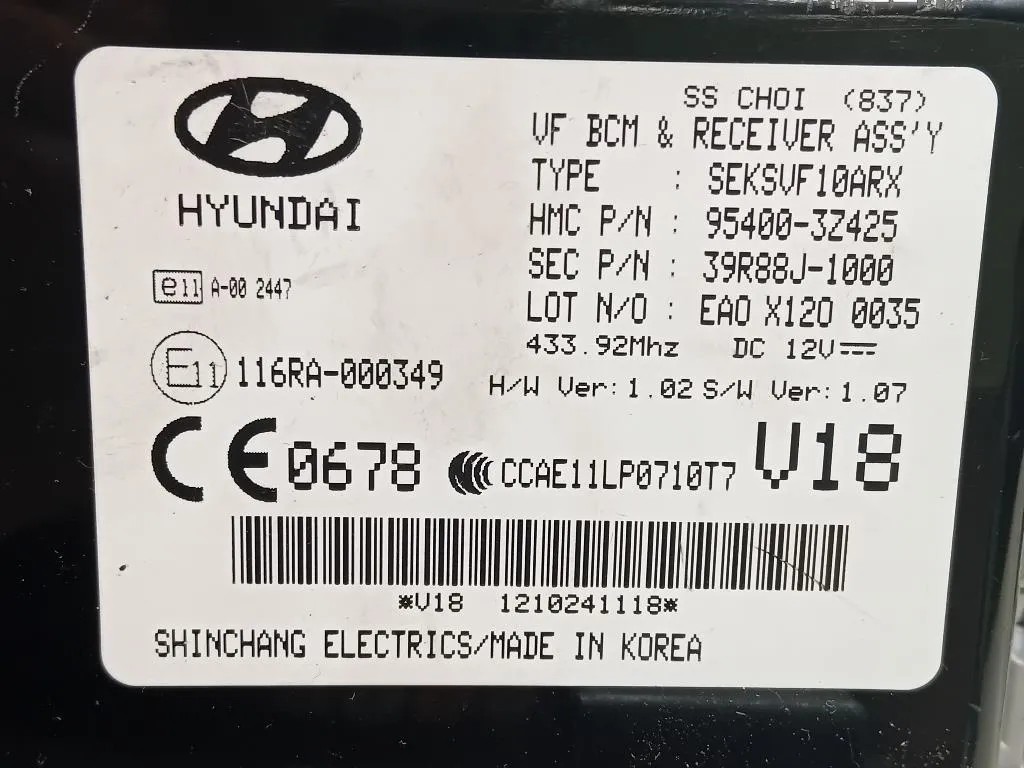 SS CHOI (837)
VF BCM & RECEIVER ASS'Y
HYUNDAI
TYPE : SEKSVF10ARX
HMC P/N : 95400-3Z425
SEC P/N : 39R88J-1000
LOT N/O : EAO X120 0035
433.92Mhz DC 12V
H/W Ver: 1.02 S/W Ver: 1.07
e11 A-00 2447
E11 116RA-000349
CE 0678 CCAE11LP0710T7 V18
*V18 1210241118*
SHINCHANG ELECTRICS/MADE IN KOREA